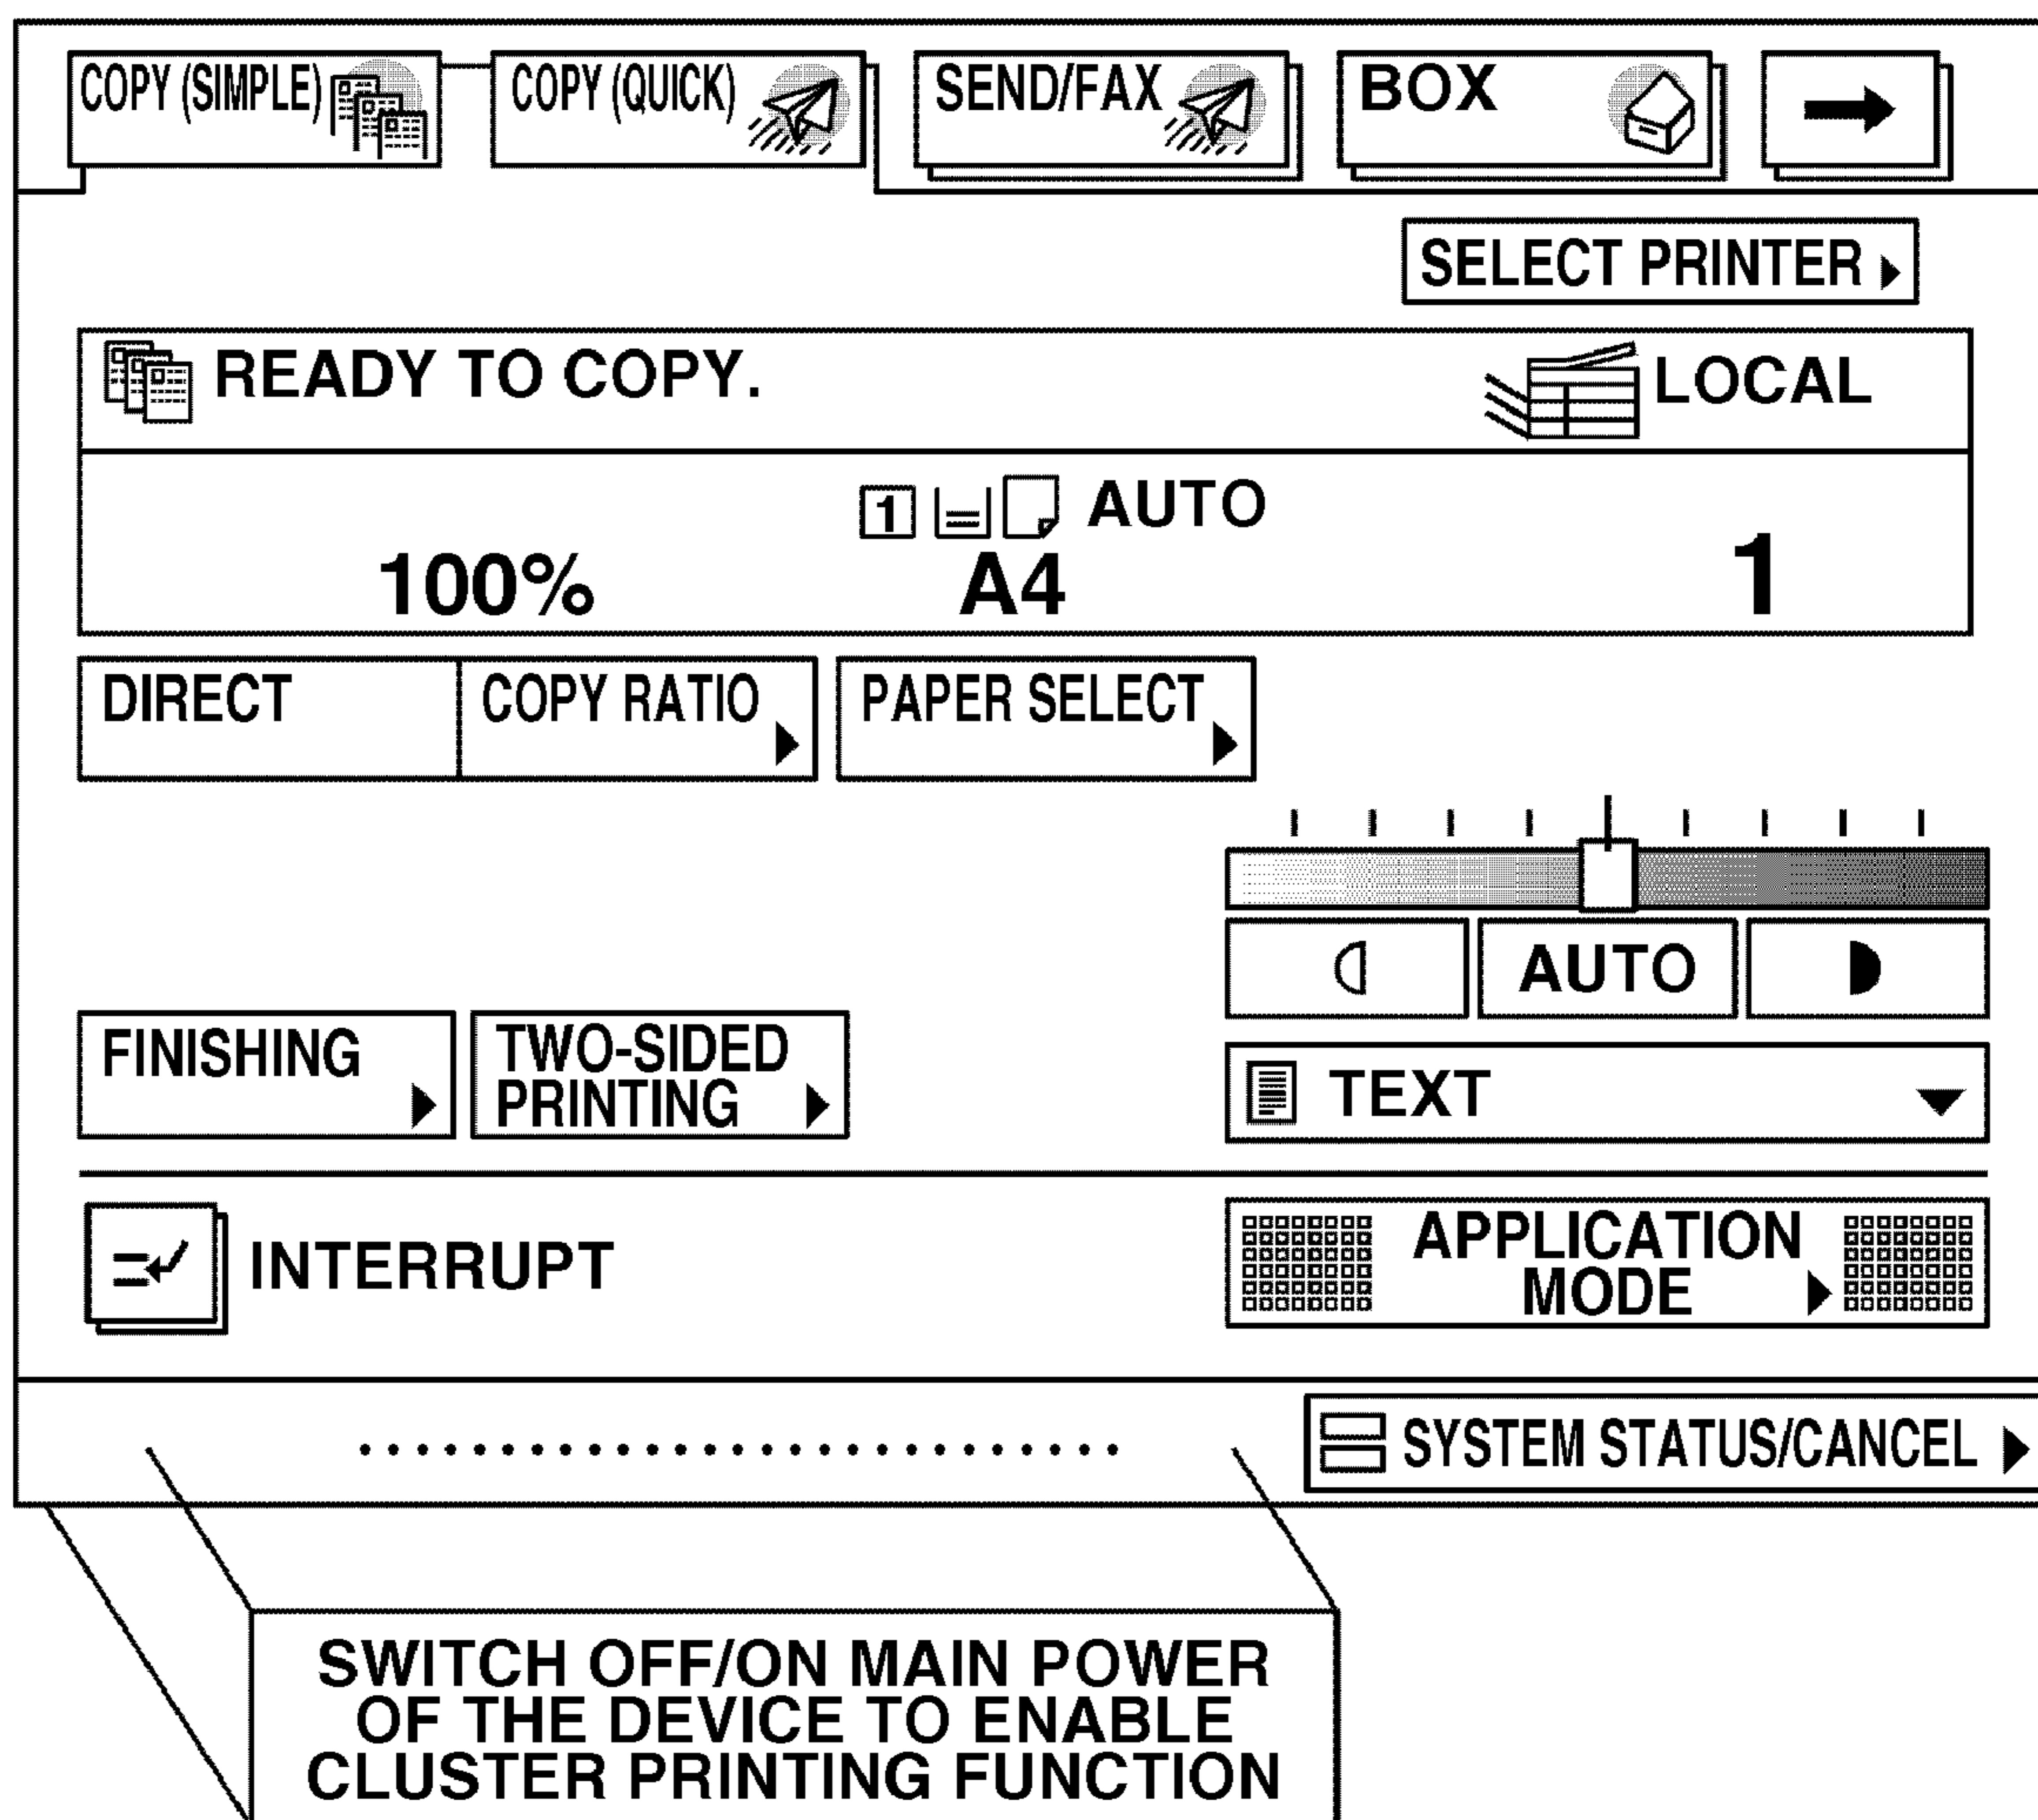 COPY (SIMPLE)
COPY (QUICK)
SEND/FAX
BOX
SELECT PRINTER
READY TO COPY.
LOCAL
1 AUTO
100%
A4
1
DIRECT
COPY RATIO
PAPER SELECT
AUTO
FINISHING
TWO-SIDED
PRINTING
TEXT
INTERRUPT
APPLICATION
MODE
SYSTEM STATUS/CANCEL
SWITCH OFF/ON MAIN POWER
OF THE DEVICE TO ENABLE
CLUSTER PRINTING FUNCTION